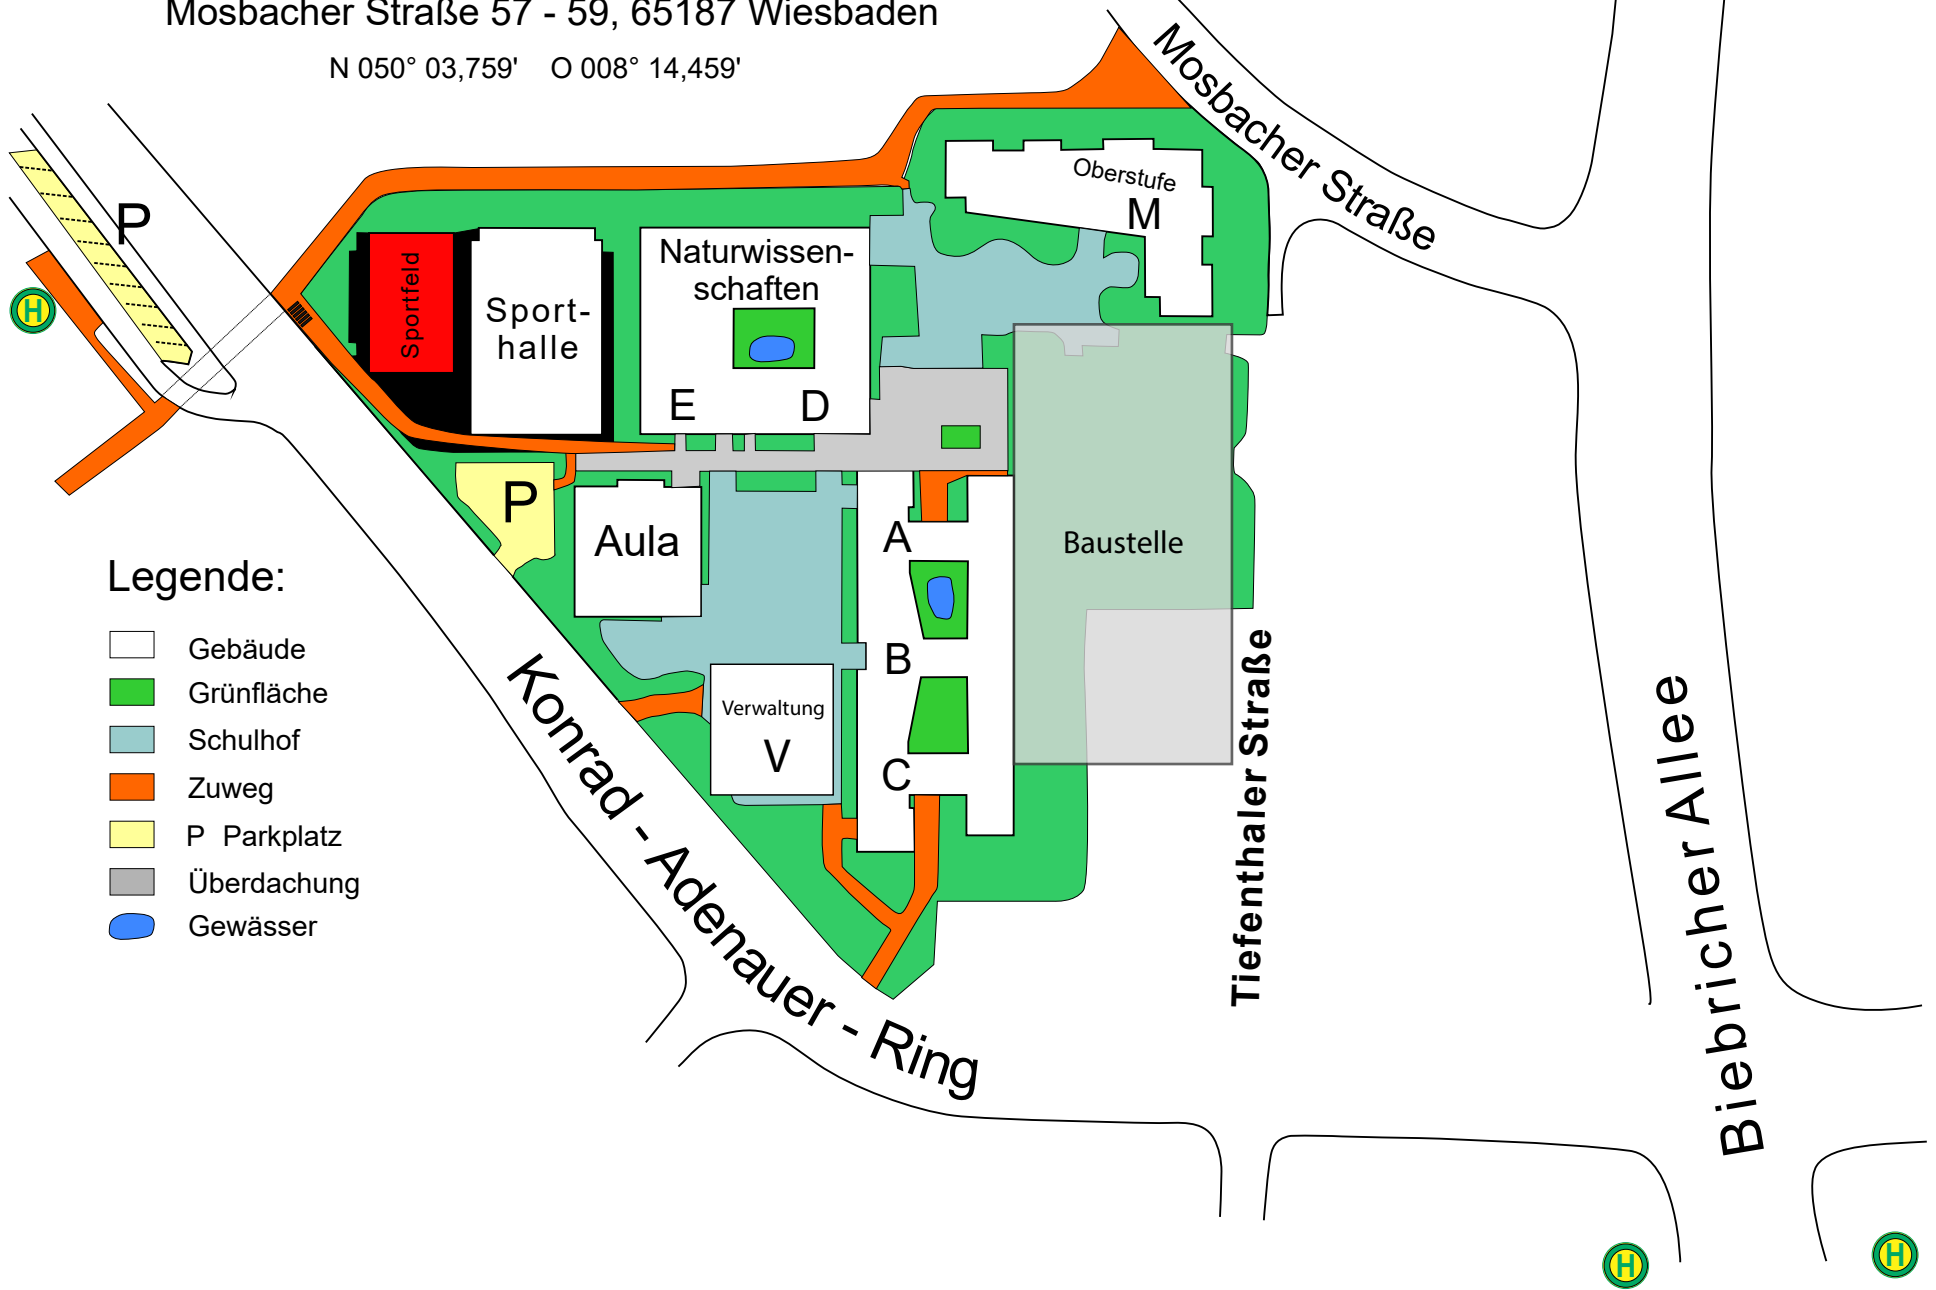 Mosbacher Straße 57 - 59, 65187 Wiesbaden
N 050° 03,759' O 008° 14,459'
Mosbacher Straße
Oberstufe
M
P
H
Sportfeld
Sport-
halle
Naturwissen-
schaften
E
D
P
Aula
A
B
C
Baustelle
Verwaltung
V
Legende:
Gebäude
Grünfläche
Schulhof
Zuweg
P Parkplatz
Überdachung
Gewässer
Konrad - Adenauer - Ring
Tiefenthaler Straße
Biebricher Allee
H
H